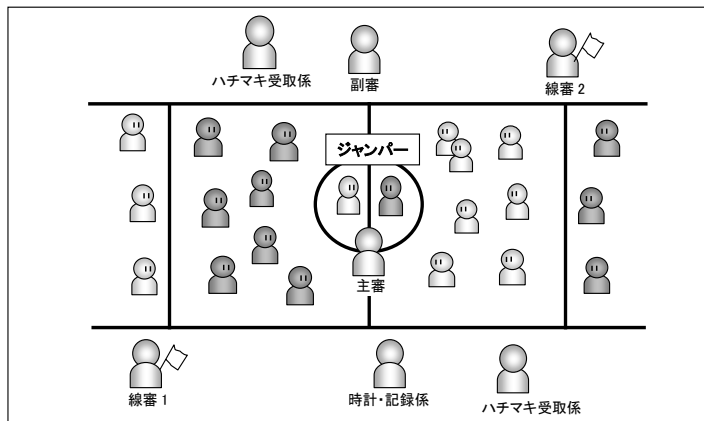 ハチマキ受取係
副審
線審 2
ジャンパー
主審
線審 1
時計・記録係
ハチマキ受取係